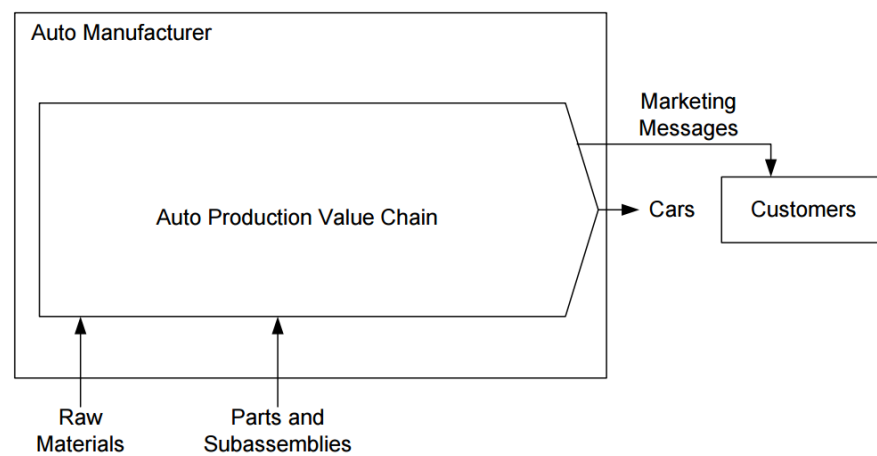 Auto Manufacturer
Marketing
Messages
Auto Production Value Chain
Cars
Customers
Raw
Materials
Parts and
Subassemblies